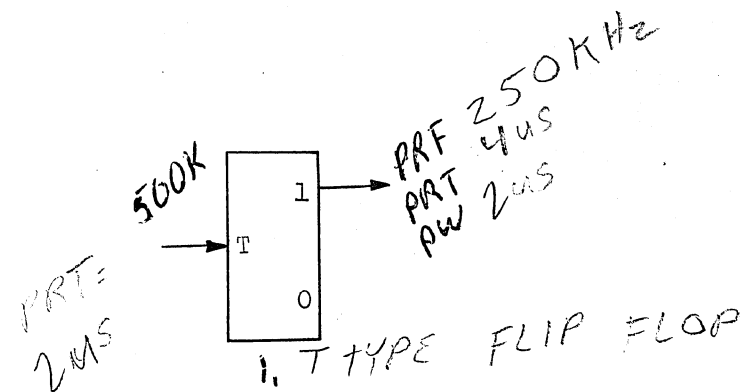 500K
PRT=
2US
T
1
0
PRF 250KHz
PRT 4US
PW 2US
1. T TYPE FLIP FLOP